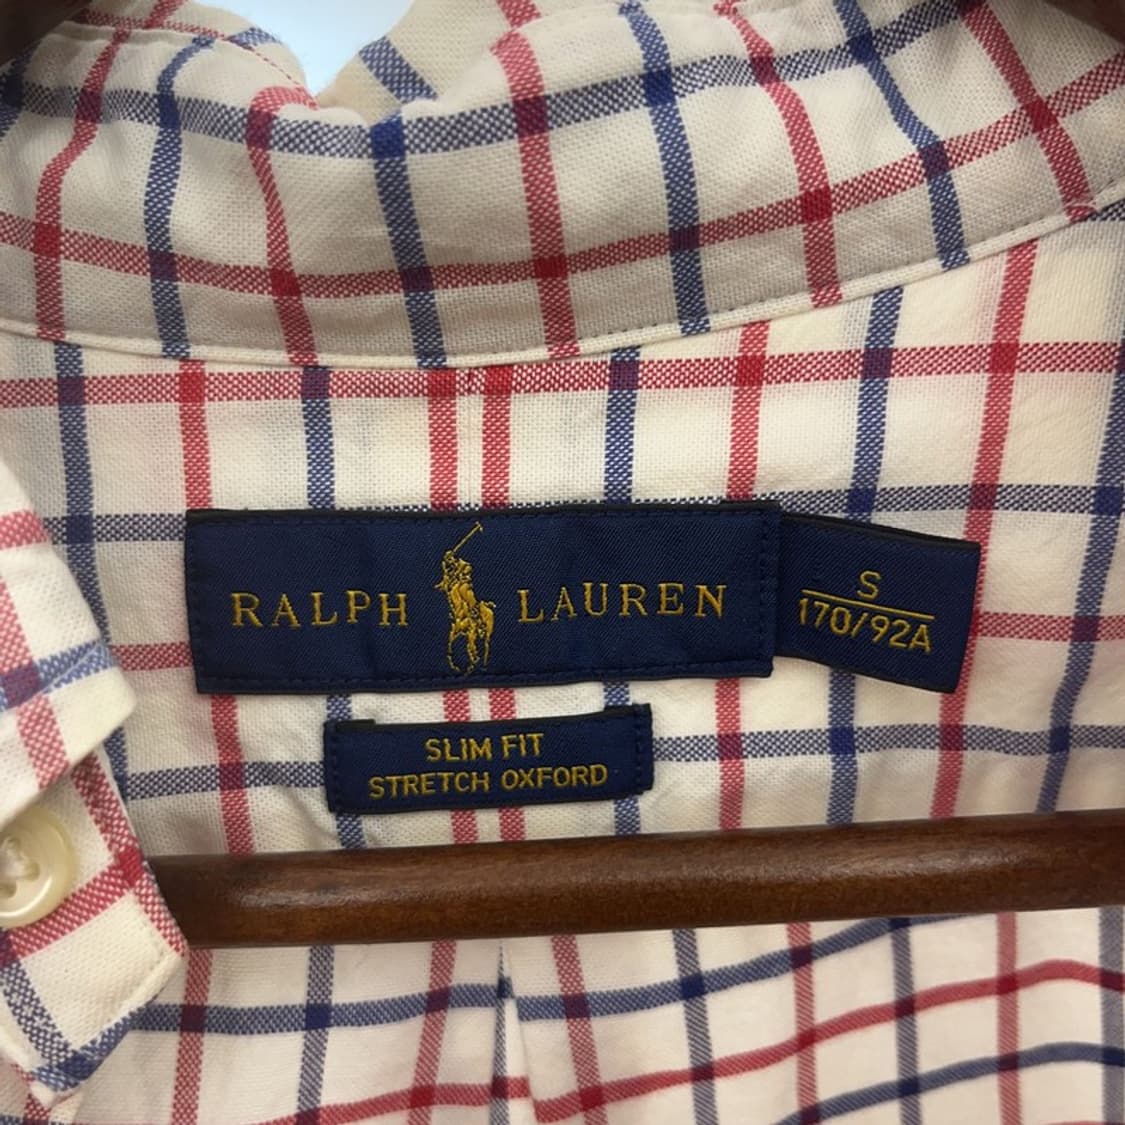 RALPH LAUREN
S
170/92A
SLIM FIT
STRETCH OXFORD